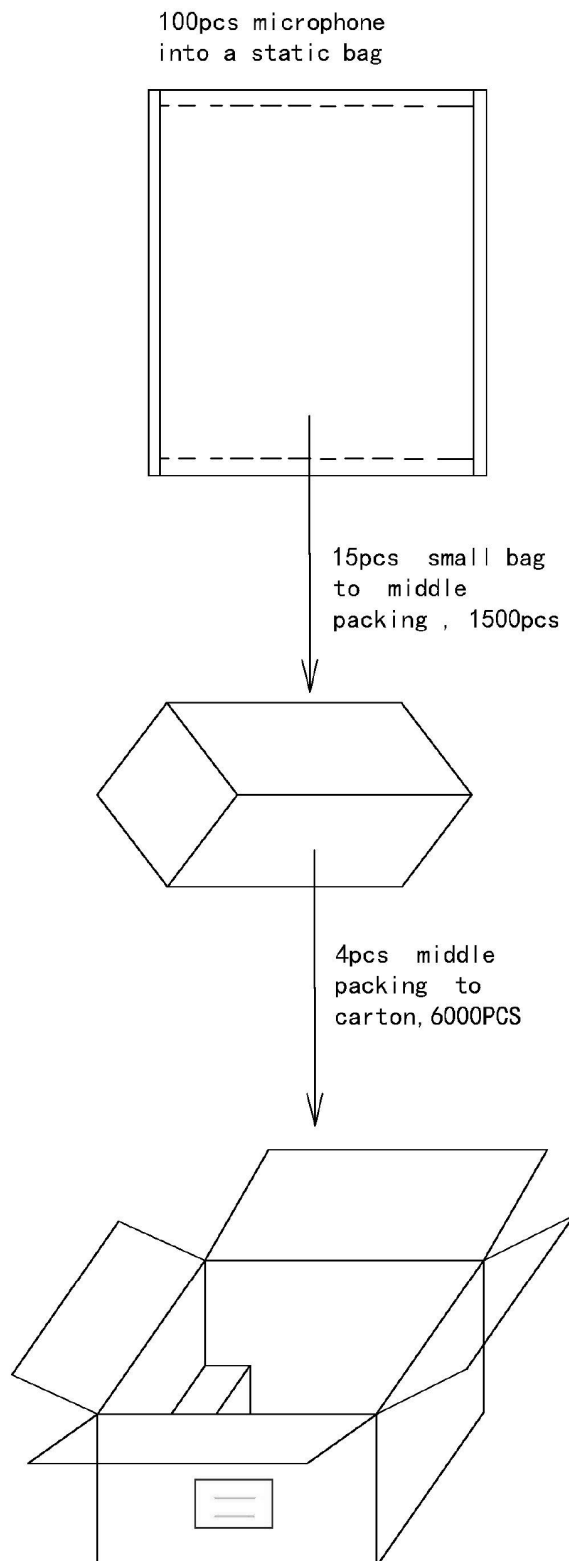 100pcs microphone
into a static bag
15pcs small bag
to middle
packing , 1500pcs
4pcs middle
packing to
carton, 6000PCS